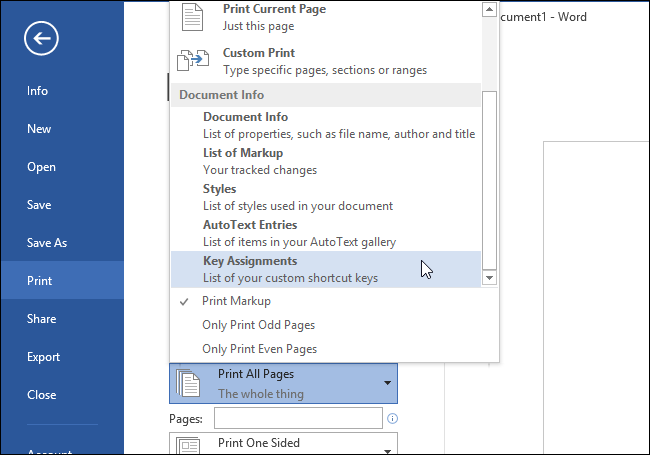 Print Current Page
Just this page
cument1 - Word
Custom Print
Type specific pages, sections or ranges
Info
Document Info
New
Document Info
List of properties, such as file name, author and title
Open
List of Markup
Your tracked changes
Save
Styles
List of styles used in your document
Save As
AutoText Entries
List of items in your AutoText gallery
Print
Key Assignments
List of your custom shortcut keys
Print Markup
Share
Only Print Odd Pages
Export
Only Print Even Pages
Close
Print All Pages
The whole thing
Pages:
Print One Sided
Account